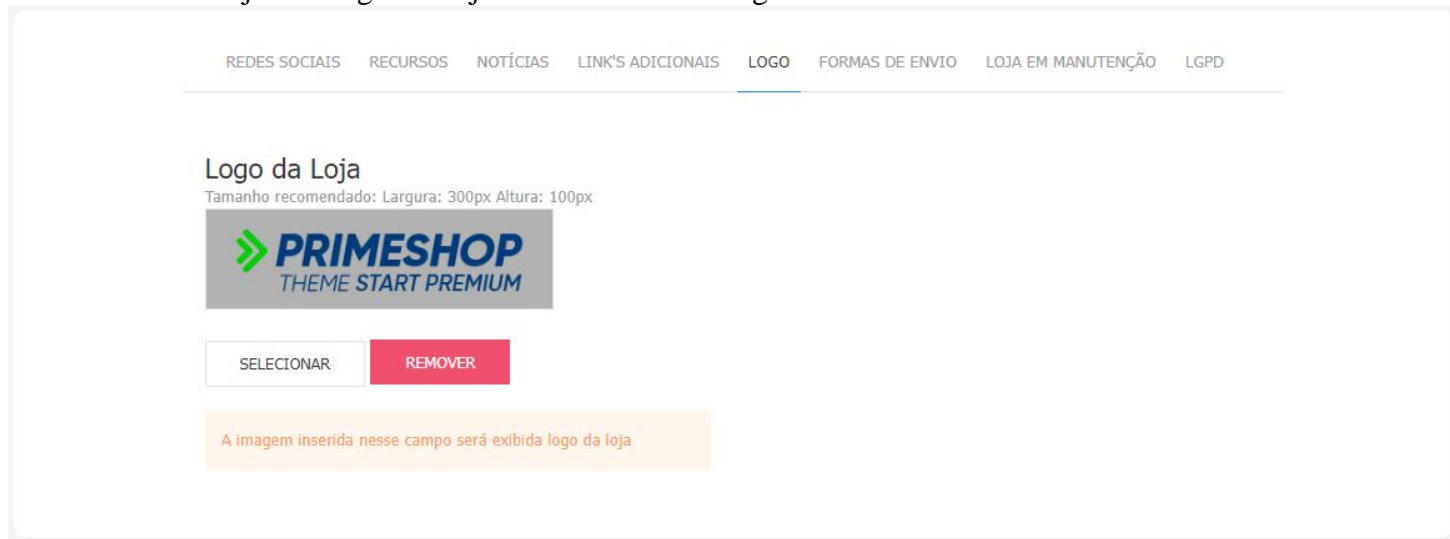 REDES SOCIAIS RECURSOS NOTÍCIAS LINK'S ADICIONAIS LOGO FORMAS DE ENVIO LOJA EM MANUTENÇÃO LGPD
Logo da Loja
Tamanho recomendado: Largura: 300px Altura: 100px
PRIMESHOP
THEME START PREMIUM
SELECIONAR REMOVER
A imagem inserida nesse campo será exibida logo da loja